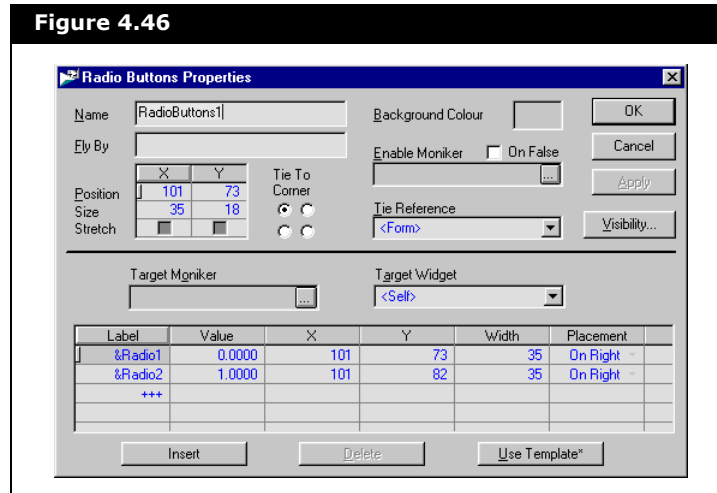 Figure 4.46
Radio Buttons Properties
Name RadioButtons1 Background Colour OK
Fly By Enable Moniker On False Cancel
X Y Tie To Corner ... Apply
Position 101 73
Size 35 18 Tie Reference
Stretch <Form> Visibility...
Target Moniker Target Widget
... <Self>
Label Value X Y Width Placement
&Radio1 0.0000 101 73 35 On Right
&Radio2 1.0000 101 82 35 On Right
+++
Insert Delete Use Template*